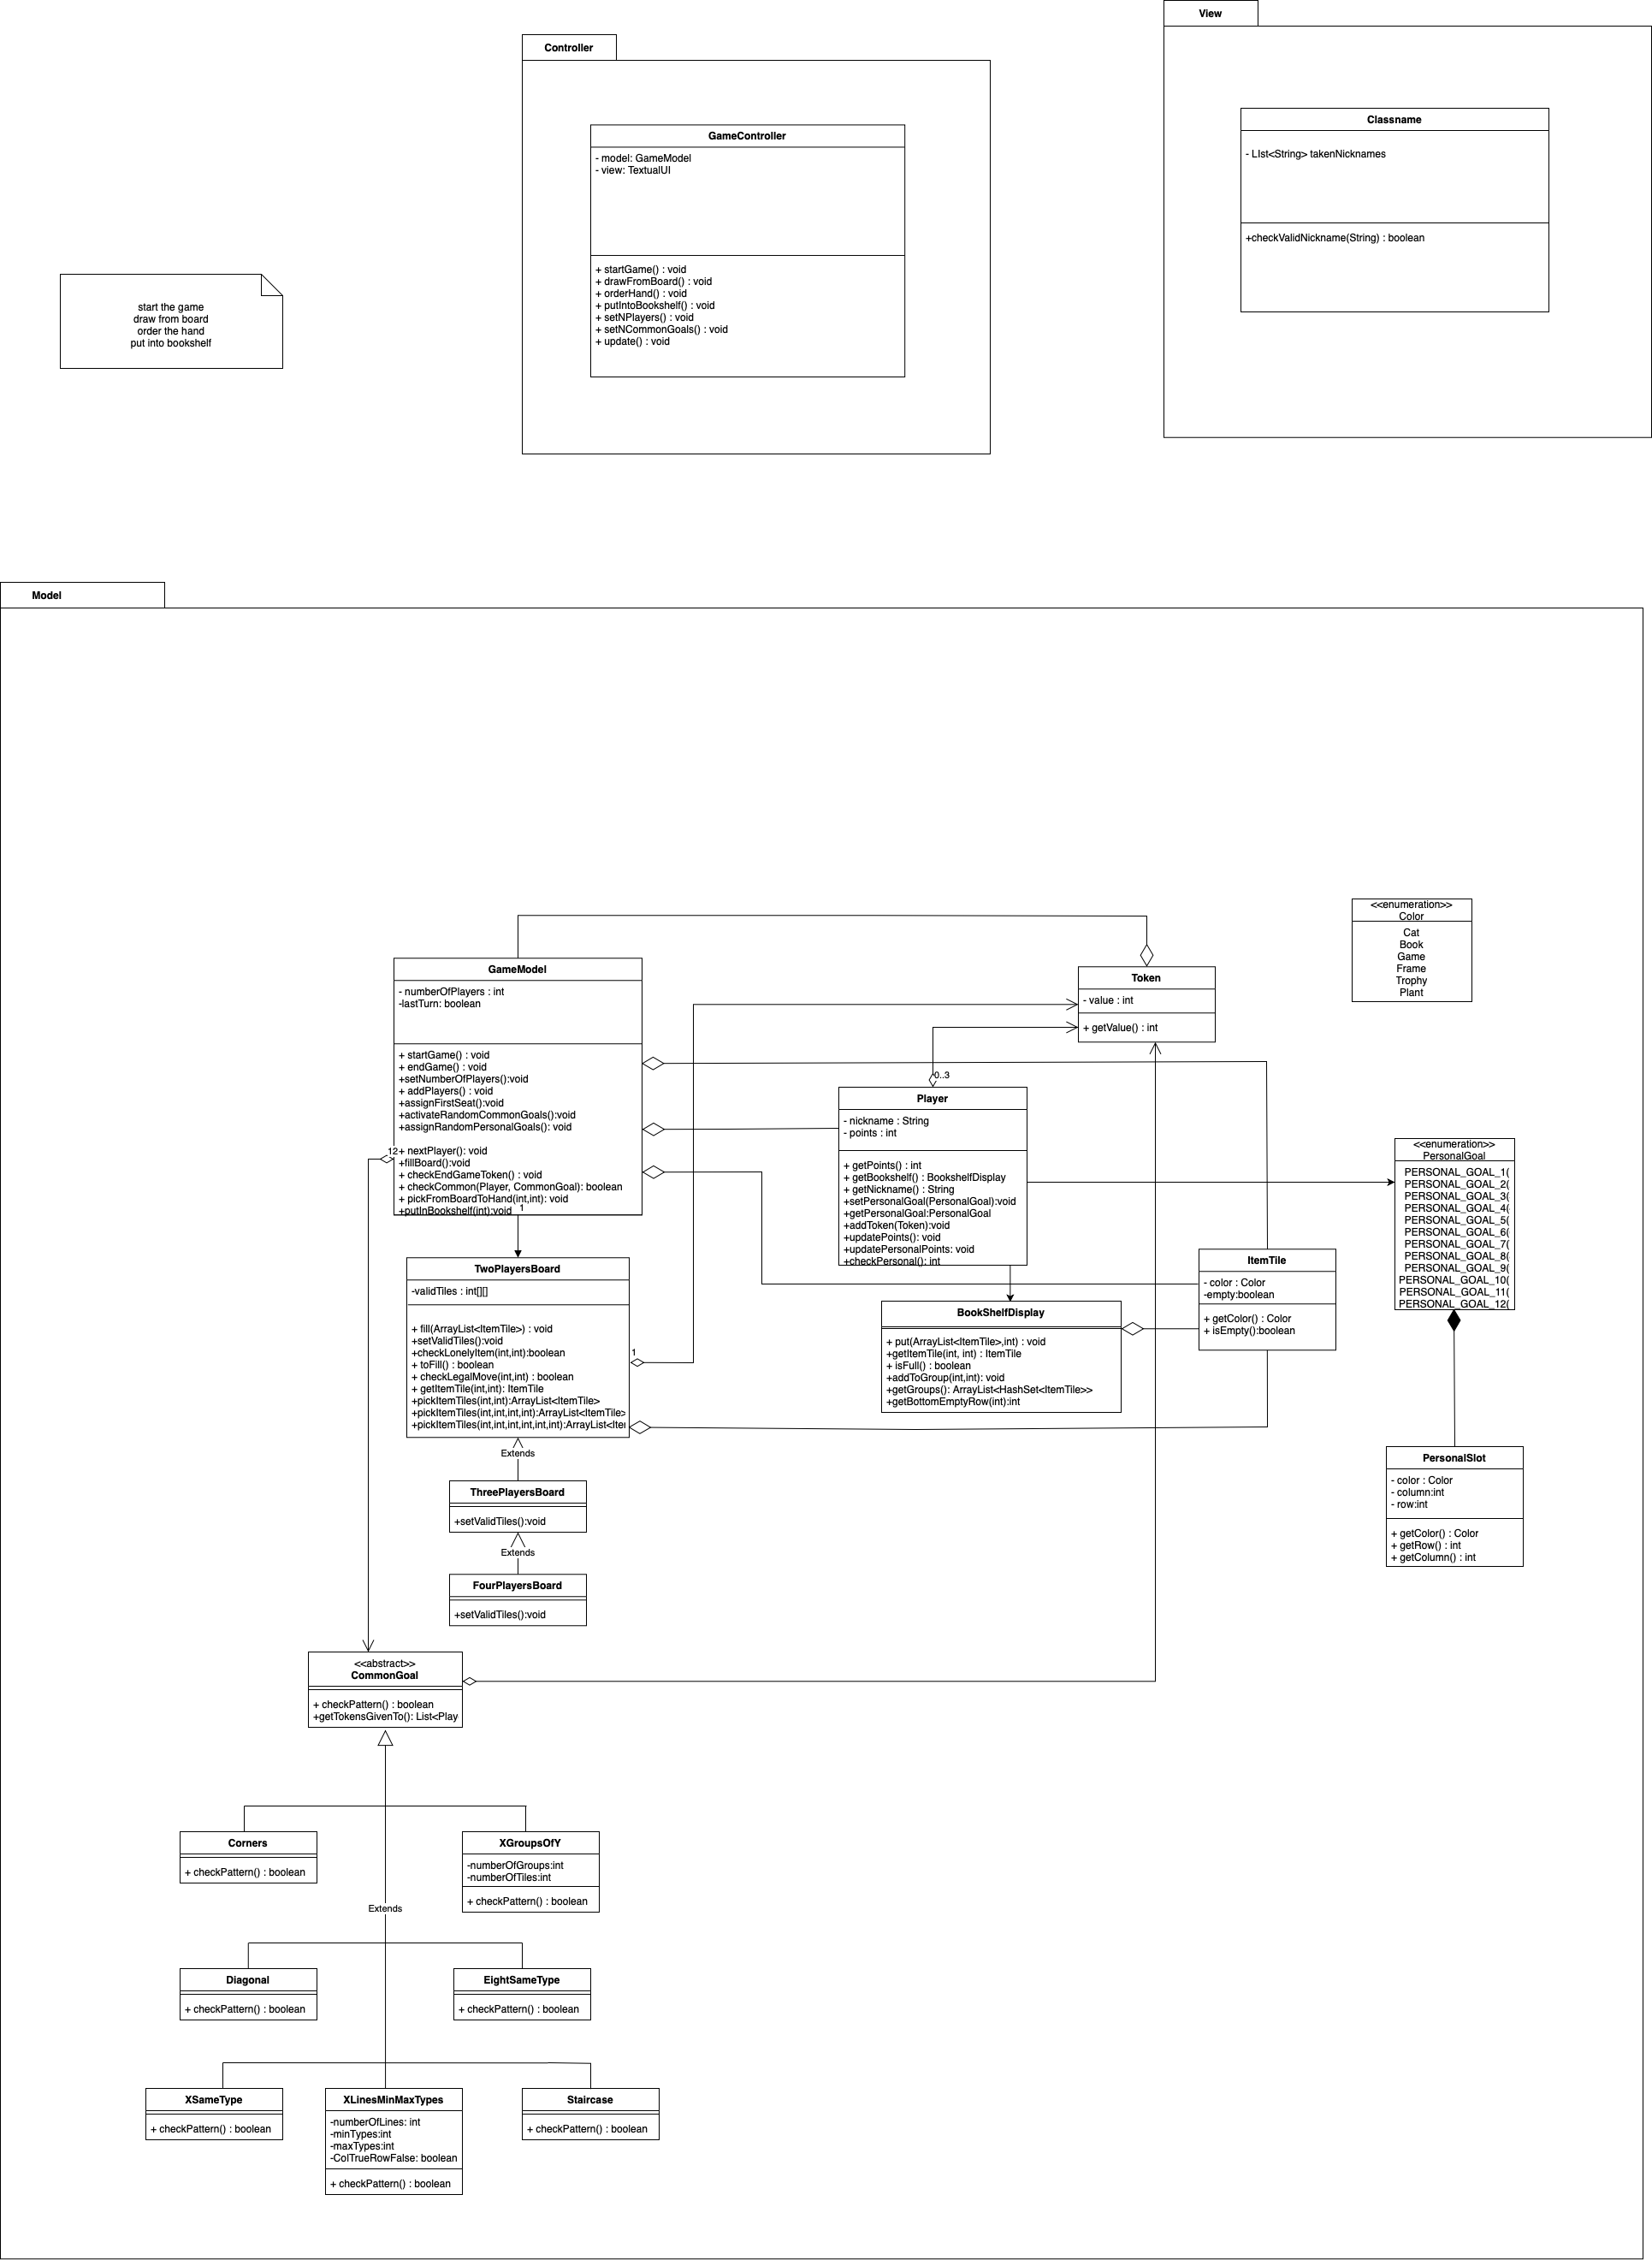 View
Controller
Classname
- LIst<String> takenNicknames
+checkValidNickname(String) : boolean
GameController
- model: GameModel
- view: TextualUI
+ startGame() : void
+ drawFromBoard() : void
+ orderHand() : void
+ putIntoBookshelf() : void
+ setNPlayers() : void
+ setNCommonGoals() : void
+ update() : void
start the game
draw from board
order the hand
put into bookshelf
Model
<<enumeration>>
Color
Cat
Book
Game
Frame
Trophy
Plant
GameModel
- numberOfPlayers : int
-lastTurn: boolean
+ startGame() : void
+ endGame() : void
+setNumberOfPlayers():void
+ addPlayers() : void
+assignFirstSeat():void
+activateRandomCommonGoals():void
+assignRandomPersonalGoals(): void
+ nextPlayer(): void
+fillBoard():void
+ checkEndGameToken() : void
+ checkCommon(Player, CommonGoal): boolean
+ pickFromBoardToHand(int,int): void
+putInBookshelf(int):void
12
1
Token
- value : int
+ getValue() : int
0..3
Player
- nickname : String
- points : int
+ getPoints() : int
+ getBookshelf() : BookshelfDisplay
+ getNickname() : String
+setPersonalGoal(PersonalGoal):void
+getPersonalGoal:PersonalGoal
+addToken(Token):void
+updatePoints(): void
+updatePersonalPoints: void
+checkPersonal(): int
<<enumeration>>
PersonalGoal
PERSONAL_GOAL_1(
PERSONAL_GOAL_2(
PERSONAL_GOAL_3(
PERSONAL_GOAL_4(
PERSONAL_GOAL_5(
PERSONAL_GOAL_6(
PERSONAL_GOAL_7(
PERSONAL_GOAL_8(
PERSONAL_GOAL_9(
PERSONAL_GOAL_10(
PERSONAL_GOAL_11(
PERSONAL_GOAL_12(
ItemTile
- color : Color
-empty:boolean
+ getColor() : Color
+ isEmpty():boolean
TwoPlayersBoard
-validTiles : int[][]
+ fill(ArrayList<ItemTile>) : void
+setValidTiles():void
+checkLonelyItem(int,int):boolean
+ toFill() : boolean
+ checkLegalMove(int,int) : boolean
+ getItemTile(int,int): ItemTile
+pickItemTiles(int,int):ArrayList<ItemTile>
+pickItemTiles(int,int,int,int):ArrayList<ItemTile>
+pickItemTiles(int,int,int,int,int,int):ArrayList<Iter
1
BookShelfDisplay
+ put(ArrayList<ItemTile>,int) : void
+getItemTile(int, int) : ItemTile
+ isFull() : boolean
+addToGroup(int,int): void
+getGroups(): ArrayList<HashSet<ItemTile>>
+getBottomEmptyRow(int):int
Extends
ThreePlayersBoard
+setValidTiles():void
Extends
FourPlayersBoard
+setValidTiles():void
PersonalSlot
- color : Color
- column:int
- row:int
+ getColor() : Color
+ getRow() : int
+ getColumn() : int
<<abstract>>
CommonGoal
+ checkPattern() : boolean
+getTokensGivenTo(): List<Play
Corners
+ checkPattern() : boolean
XGroupsOfY
-numberOfGroups:int
-numberOfTiles:int
+ checkPattern() : boolean
Extends
Diagonal
+ checkPattern() : boolean
EightSameType
+ checkPattern() : boolean
XSameType
+ checkPattern() : boolean
XLinesMinMaxTypes
-numberOfLines: int
-minTypes:int
-maxTypes:int
-ColTrueRowFalse: boolean
+ checkPattern() : boolean
Staircase
+ checkPattern() : boolean